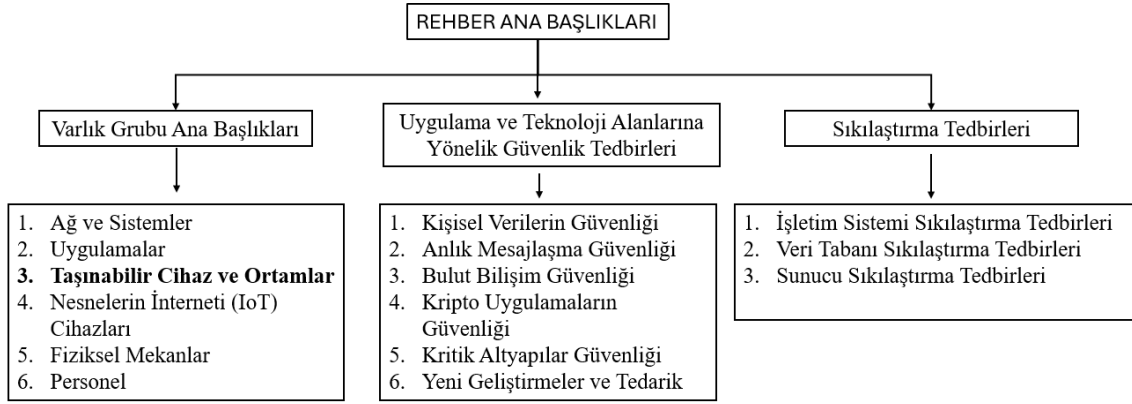 REHBER ANA BAŞLIKLARI
Varlık Grubu Ana Başlıkları
Uygulama ve Teknoloji Alanlarına
Yönelik Güvenlik Tedbirleri
Sıkılaştırma Tedbirleri
1. Ağ ve Sistemler
2. Uygulamalar
3. Taşınabilir Cihaz ve Ortamlar
4. Nesnelerin İnterneti (IoT)
Cihazları
5. Fiziksel Mekanlar
6. Personel
1. Kişisel Verilerin Güvenliği
2. Anlık Mesajlaşma Güvenliği
3. Bulut Bilişim Güvenliği
4. Kripto Uygulamaların
Güvenliği
5. Kritik Altyapılar Güvenliği
6. Yeni Geliştirmeler ve Tedarik
1. İşletim Sistemi Sıkılaştırma Tedbirleri
2. Veri Tabanı Sıkılaştırma Tedbirleri
3. Sunucu Sıkılaştırma Tedbirleri